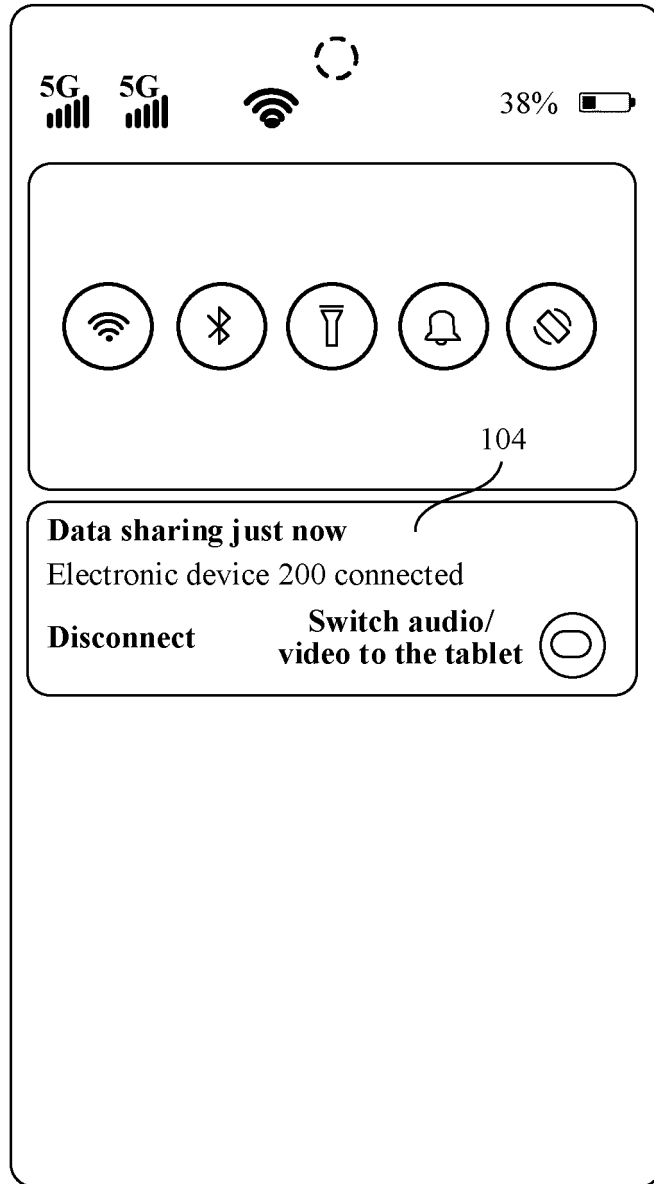 5G 5G
38%
104
Data sharing just now
Electronic device 200 connected
Disconnect
Switch audio/
video to the tablet